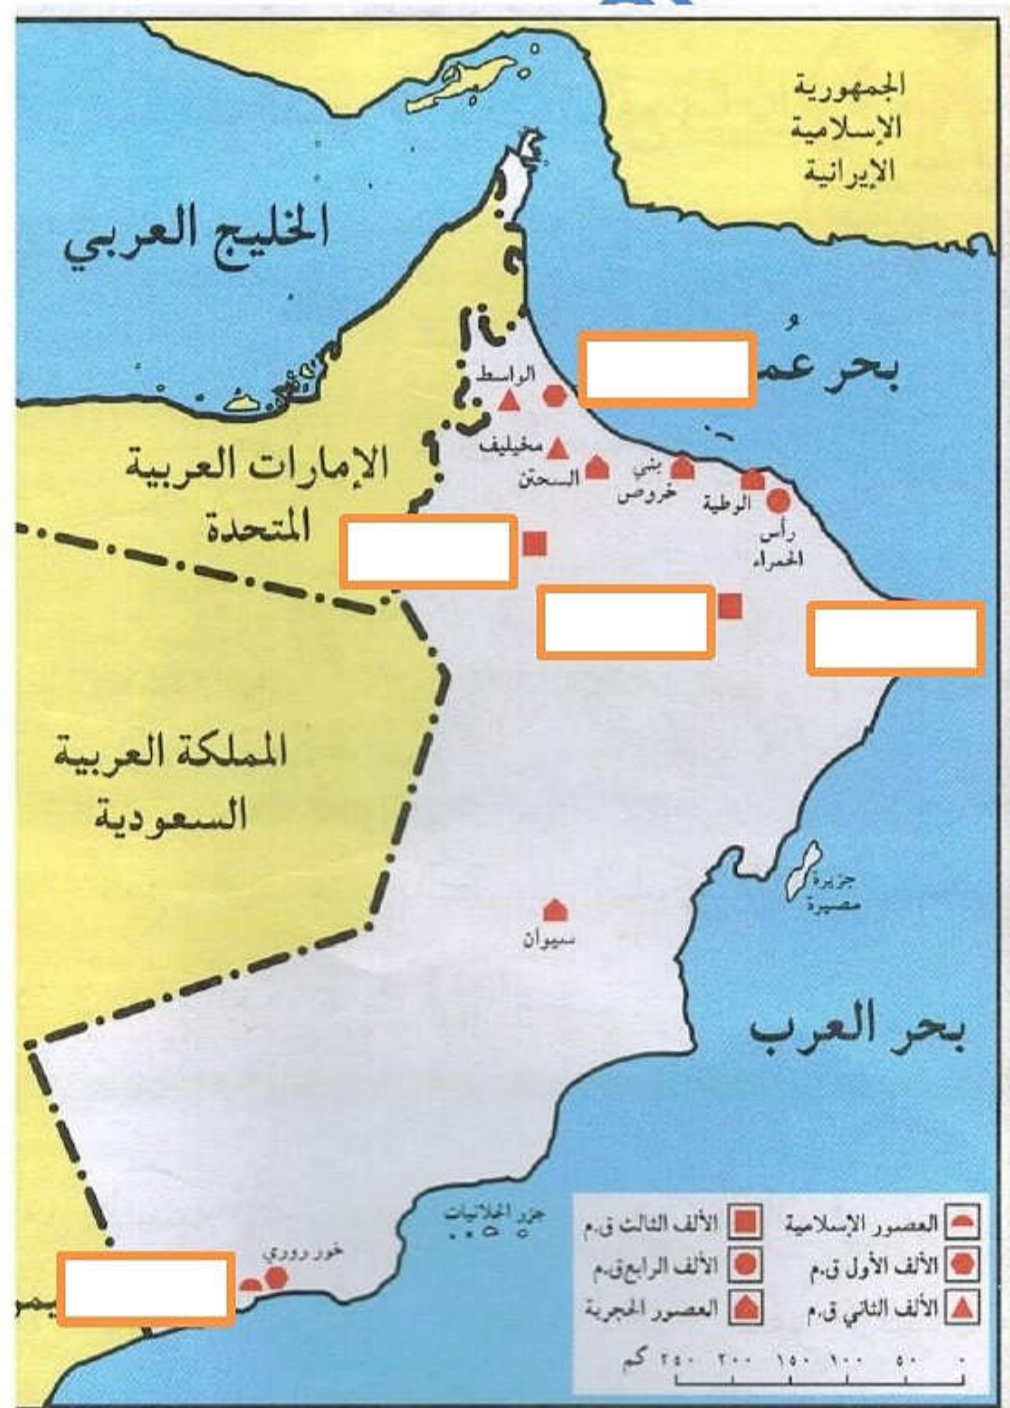 الجمهورية
الإسلامية
الإيرانية
الخليج العربي
بحر عُم
الواسط
مخيليف
السحتن
بني
خروص
الوطية
رأس
الحمراء
الإمارات العربية
المتحدة
المملكة العربية
السعودية
جزيرة
مصيرة
سيوان
بحر العرب
جزر الحلانيات
خور روري
يمن
العصور الإسلامية
الألف الأول ق.م
الألف الثاني ق.م
الألف الثالث ق.م
الألف الرابع ق.م
العصور الحجرية
٠ ٥٠ ١٠٠ ١٥٠ ٢٠٠ ٢٥٠ كم